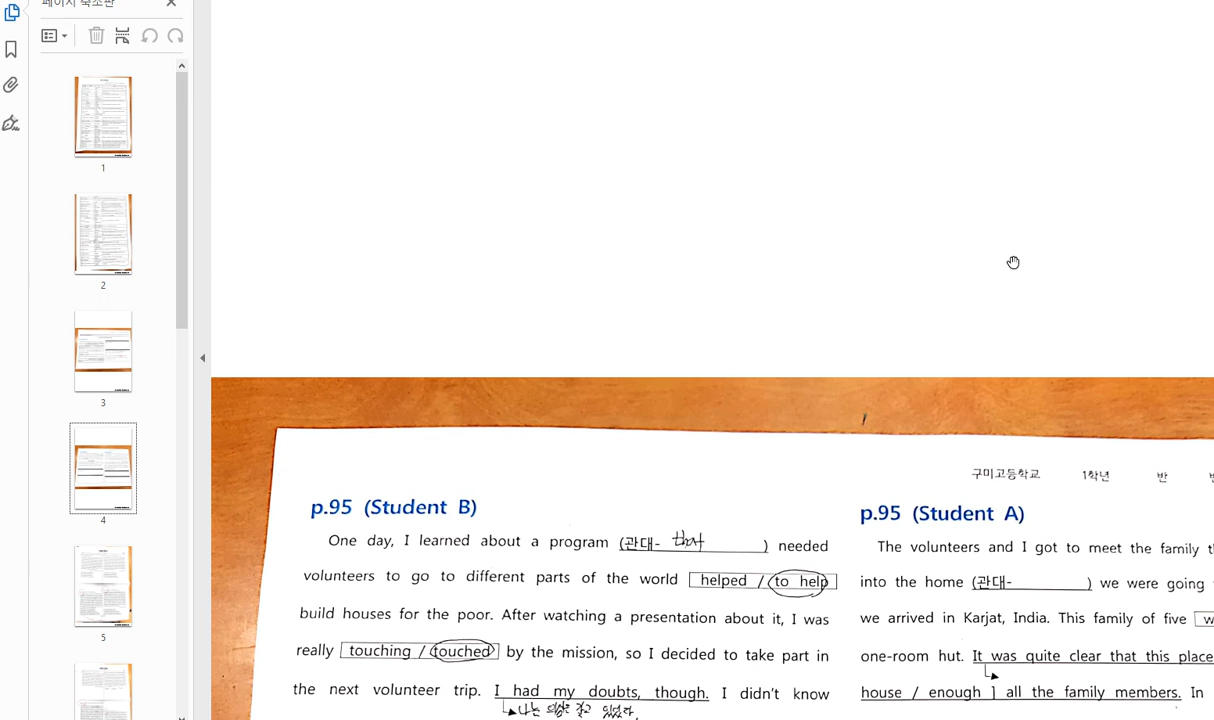 페이지 축소판
1
2
3
4
5
구미고등학교 1학년 반
p.95 (Student B)
One day, I learned about a program (관대- that ) needed
volunteers to go to different parts of the world helped / to help
build houses for the poor. After watching a presentation about it, I was
really touching / touched by the mission, so I decided to take part in
the next volunteer trip. I had my doubts, though. I didn't know
나는 의심을 갖고 있었다.
p.95 (Student A)
The volunteers and I got to meet the family
into the home (관대- ) we were going
we arrived in Karjat, India. This family of five
one-room hut. It was quite clear that this place
house / enough ] all the family members. In